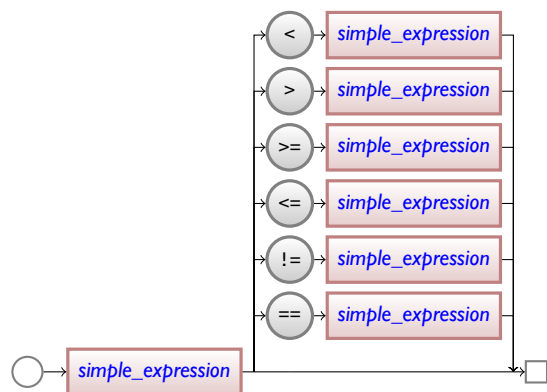 < simple_expression
> simple_expression
>= simple_expression
<= simple_expression
!= simple_expression
== simple_expression
simple_expression